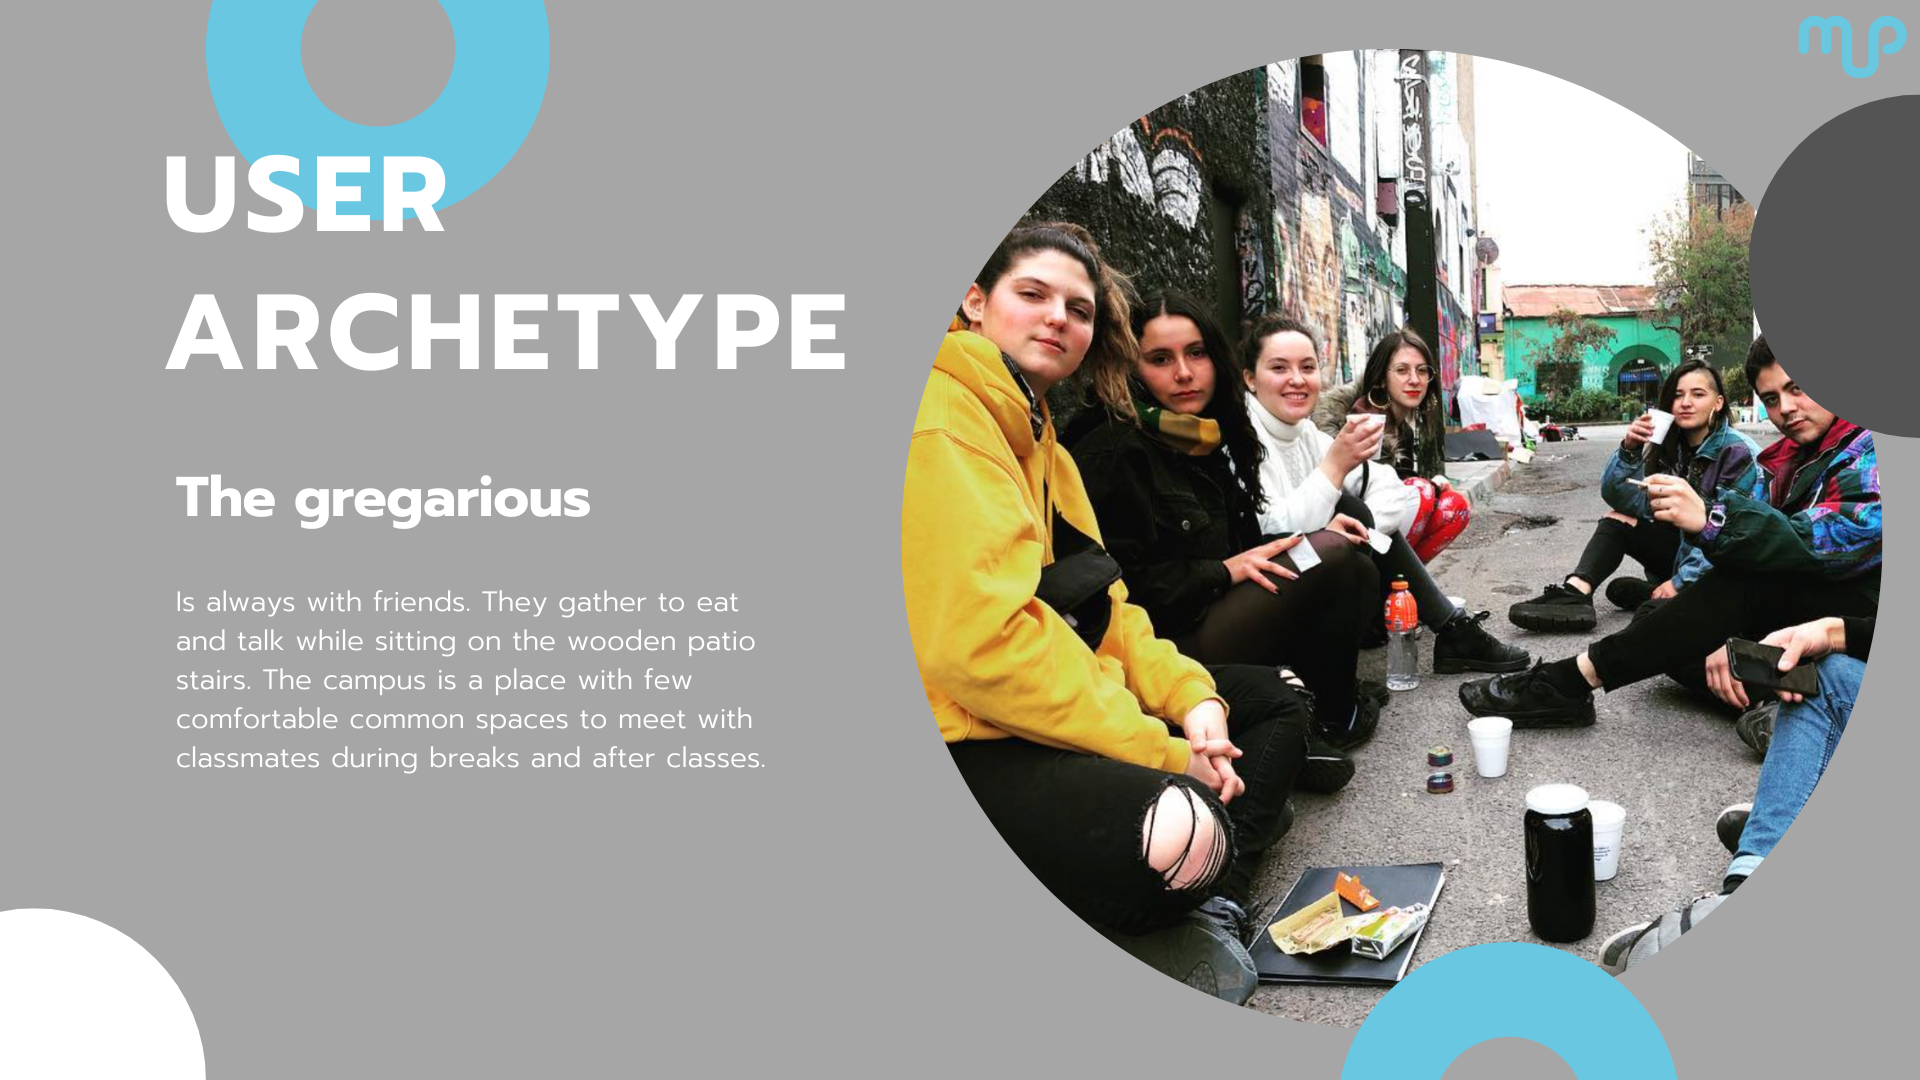 mup
USER
ARCHETYPE
The gregarious
Is always with friends. They gather to eat
and talk while sitting on the wooden patio
stairs. The campus is a place with few
comfortable common spaces to meet with
classmates during breaks and after classes.